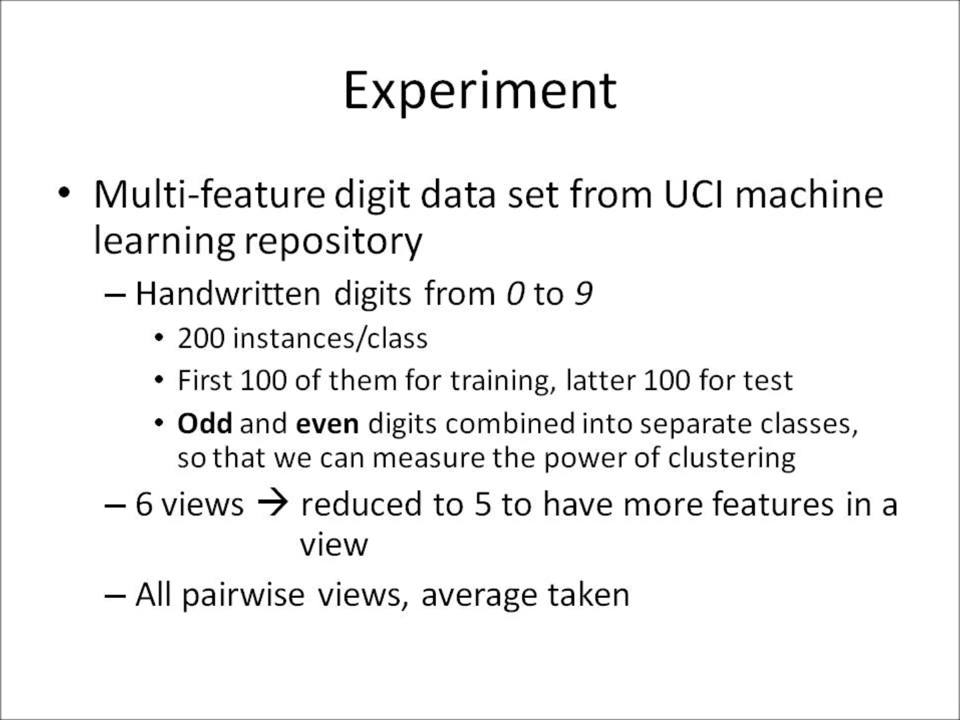 Experiment
• Multi-feature digit data set from UCI machine
learning repository
– Handwritten digits from 0 to 9
• 200 instances/class
• First 100 of them for training, latter 100 for test
• Odd and even digits combined into separate classes,
so that we can measure the power of clustering
– 6 views → reduced to 5 to have more features in a
view
– All pairwise views, average taken